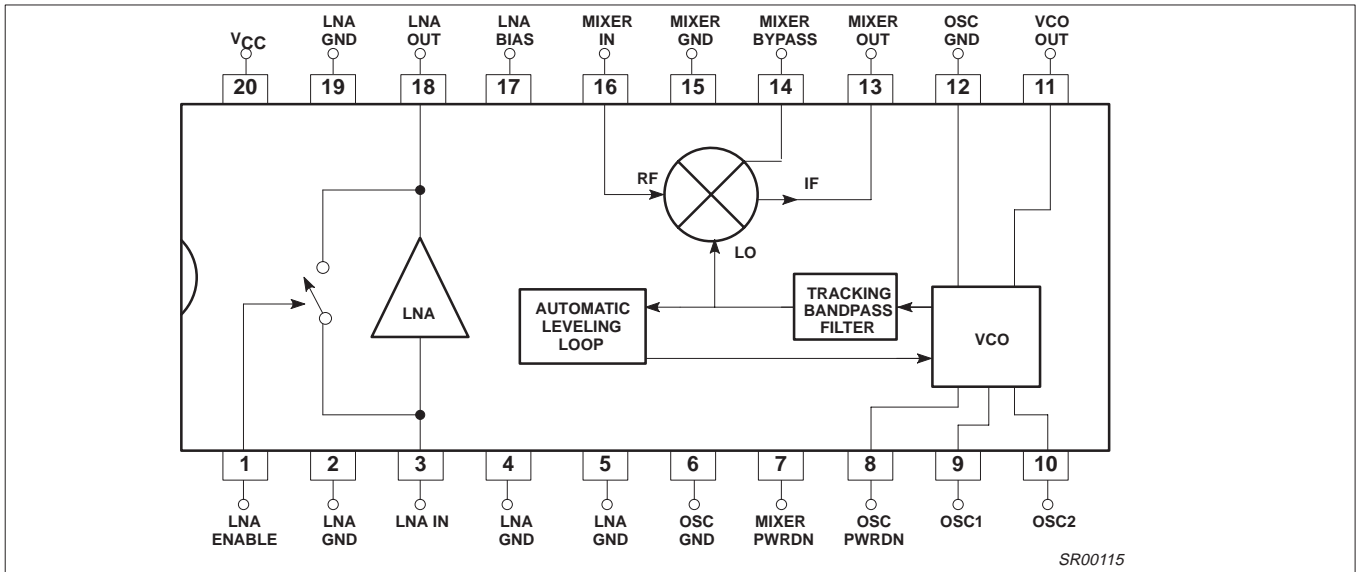 VCC
LNA
GND
LNA
OUT
LNA
BIAS
MIXER
IN
MIXER
GND
MIXER
BYPASS
MIXER
OUT
OSC
GND
VCO
OUT
20
19
18
17
16
15
14
13
12
11
RF
IF
LO
LNA
AUTOMATIC
LEVELING
LOOP
TRACKING
BANDPASS
FILTER
VCO
1
2
3
4
5
6
7
8
9
10
LNA
ENABLE
LNA
GND
LNA IN
LNA
GND
LNA
GND
OSC
GND
MIXER
PWRDN
OSC
PWRDN
OSC1
OSC2
SR00115